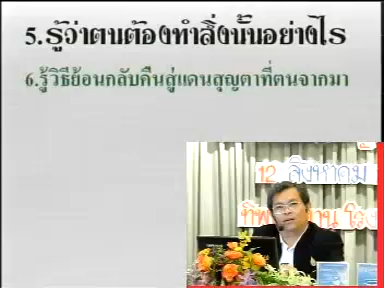 5.รู้ว่าตนต้องทำสิ่งนั้นอย่างไร
6.รู้วิธีย้อนกลับคืนสู่แดนสุญตาที่ตนจากมา
12 สิงหาคม